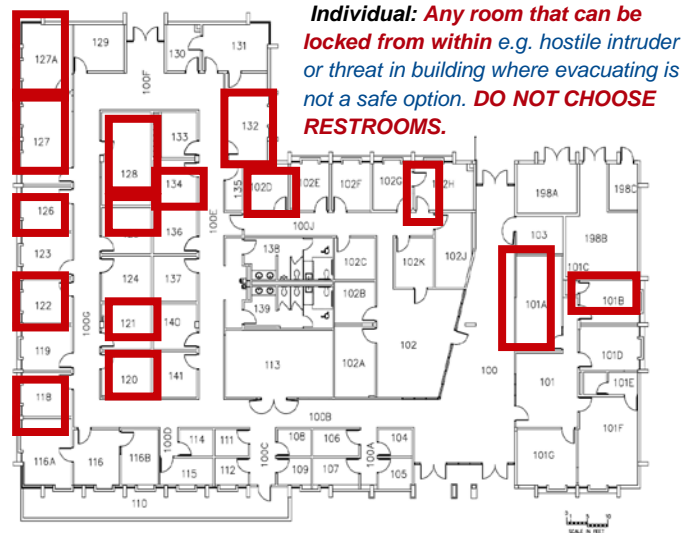 Individual: Any room that can be
locked from within e.g. hostile intruder
or threat in building where evacuating is
not a safe option. DO NOT CHOOSE
RESTROOMS.
127A
129
130
131
100F
127
128
133
132
134
135
102D
102E
102F
102G
102H
198A
198C
126
100E
136
100J
103
198B
123
124
137
138
102C
102K
102J
101C
122
102B
101A
101B
100G
121
140
139
119
120
141
113
102A
102
100
101
101D
101E
118
100B
101F
116A
116
116B
100D
114
111
100C
108
106
100A
104
101G
115
112
109
107
105
110
SCALE IN FEET